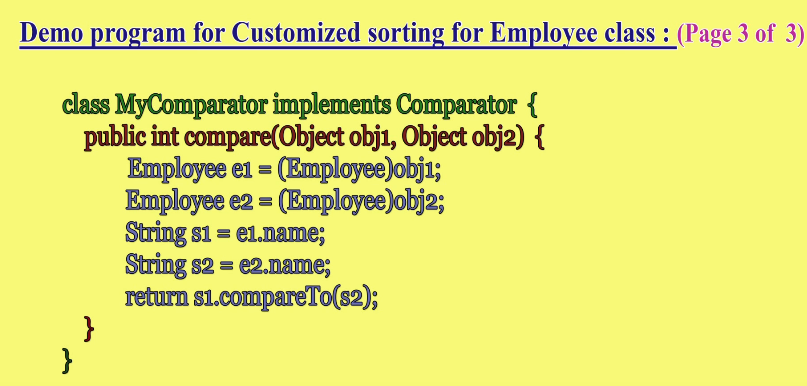 Demo program for Customized sorting for Employee class : (Page 3 of 3)
class MyComparator implements Comparator {
public int compare(Object obj1, Object obj2) {
Employee e1 = (Employee)obj1;
Employee e2 = (Employee)obj2;
String s1 = e1.name;
String s2 = e2.name;
return s1.compareTo(s2);
}
}